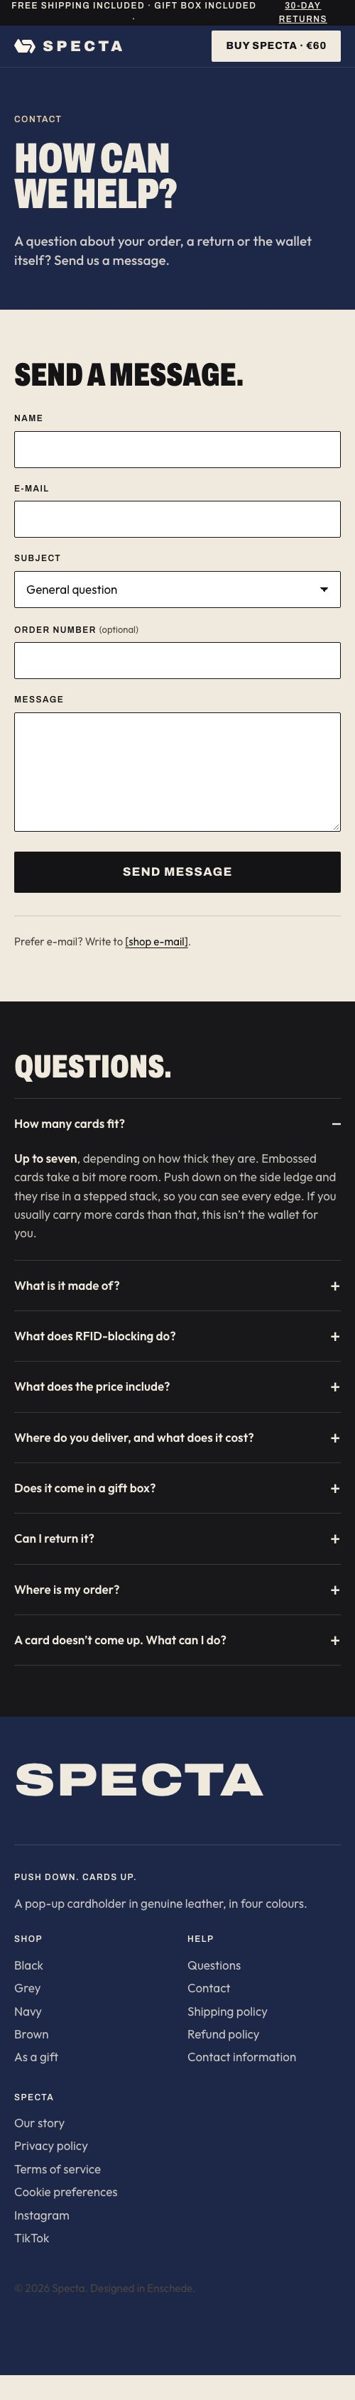 FREE SHIPPING INCLUDED · GIFT BOX INCLUDED
·
30-DAY
RETURNS
SPECTA
BUY SPECTA · €60
CONTACT
HOW CAN
WE HELP?
A question about your order, a return or the wallet
itself? Send us a message.
SEND A MESSAGE.
NAME
E-MAIL
SUBJECT
General question
ORDER NUMBER (optional)
MESSAGE
SEND MESSAGE
Prefer e-mail? Write to [shop e-mail].
QUESTIONS.
How many cards fit?
Up to seven, depending on how thick they are. Embossed
cards take a bit more room. Push down on the side ledge and
they rise in a stepped stack, so you can see every edge. If you
usually carry more cards than that, this isn't the wallet for
you.
What is it made of?
What does RFID-blocking do?
What does the price include?
Where do you deliver, and what does it cost?
Does it come in a gift box?
Can I return it?
Where is my order?
A card doesn't come up. What can I do?
SPECTA
PUSH DOWN. CARDS UP.
A pop-up cardholder in genuine leather, in four colours.
SHOP
Black
Grey
Navy
Brown
As a gift
HELP
Questions
Contact
Shipping policy
Refund policy
Contact information
SPECTA
Our story
Privacy policy
Terms of service
Cookie preferences
Instagram
TikTok
© 2026 Specta. Designed in Enschede.